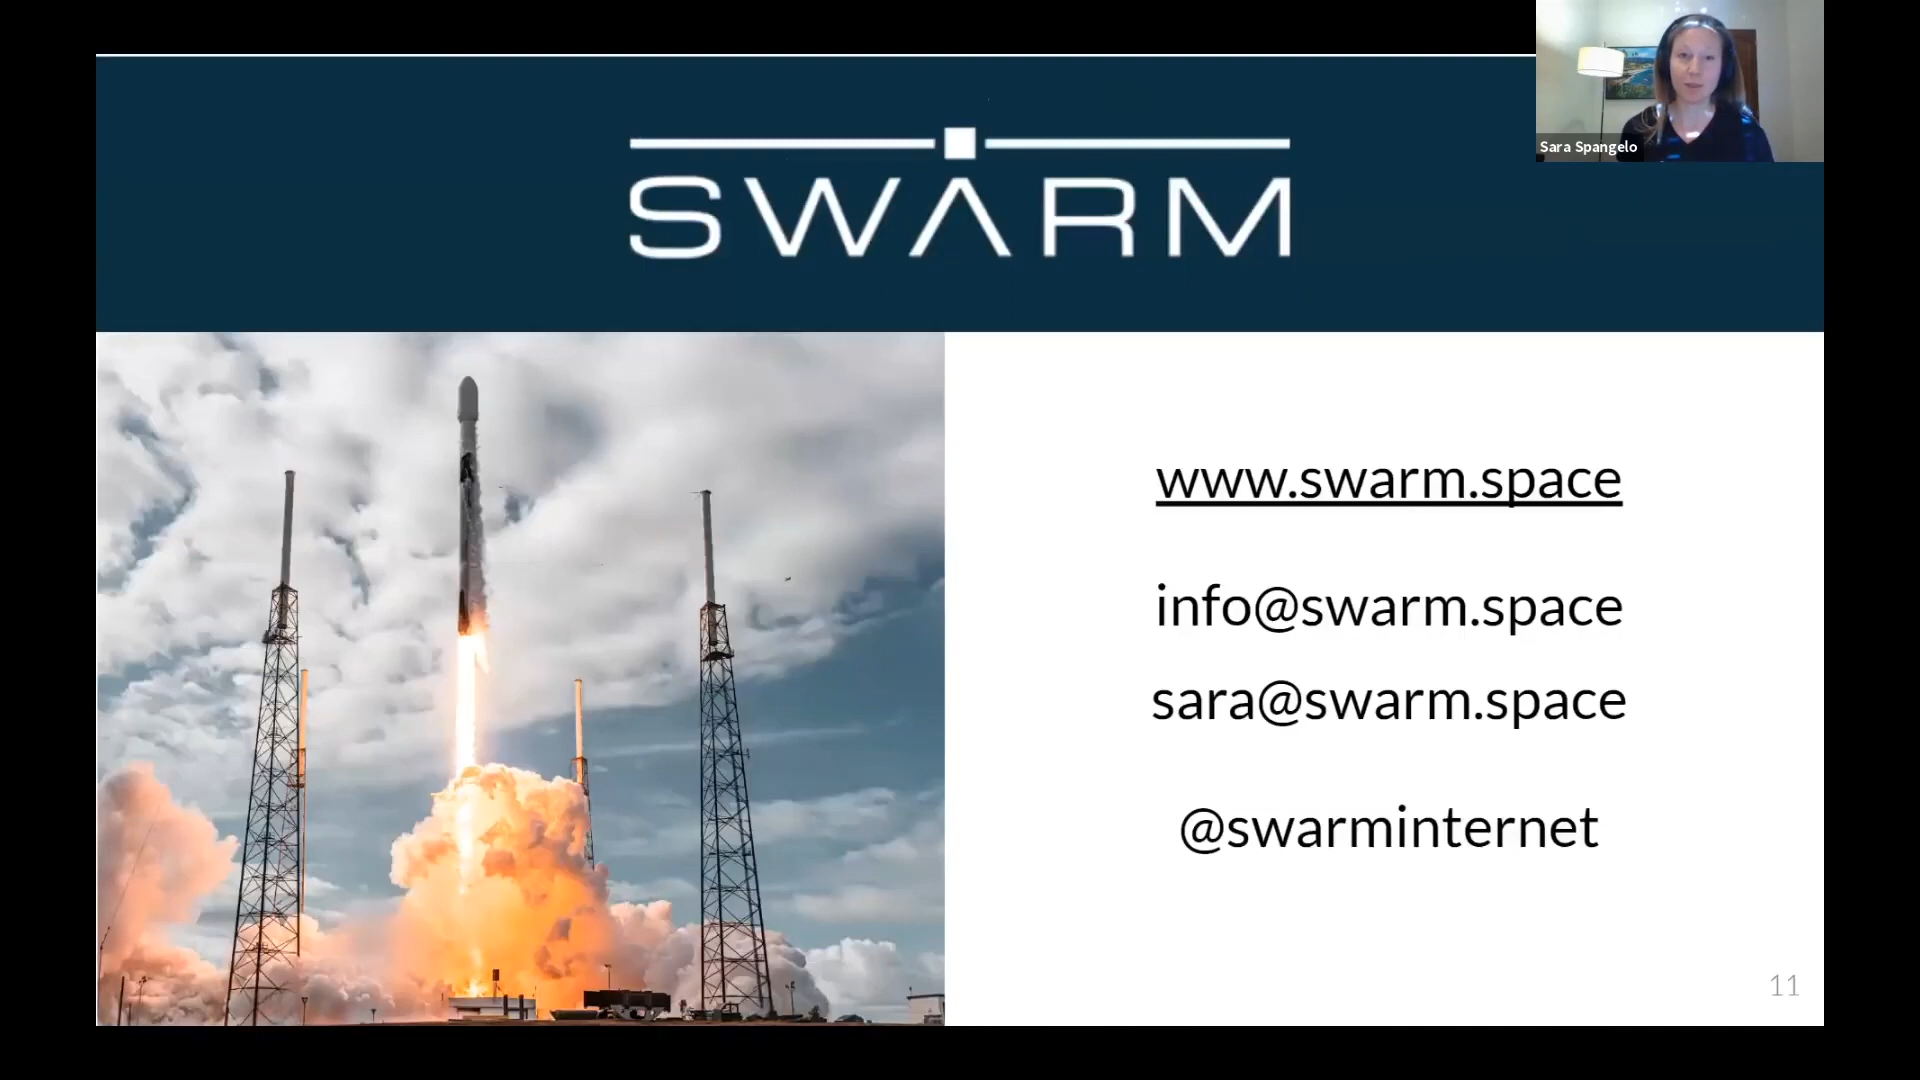 Sara Spangelo
SWARM
www.swarm.space
info@swarm.space
sara@swarm.space
@swarminternet
11